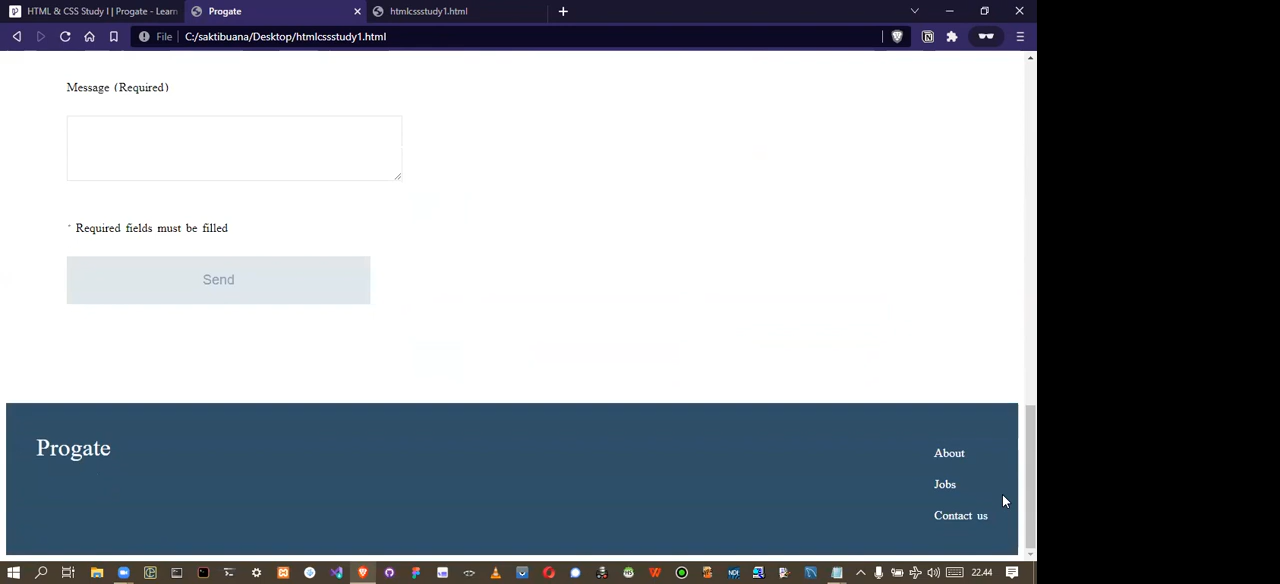 HTML & CSS Study I | Progate - Learn
Progate
htmlcssstudy1.html
File
C:/saktibuana/Desktop/htmlcssstudy1.html
Message (Required)
* Required fields must be filled
Send
Progate
About
Jobs
Contact us
22.44